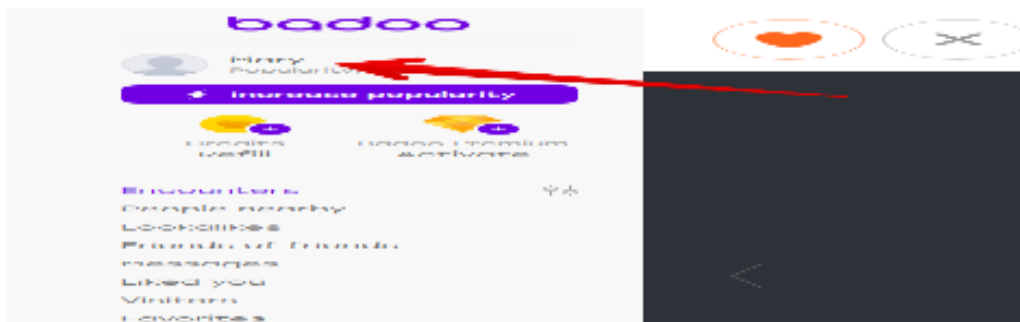 badoo
Mary
Popularity
Increase popularity
Credits
Refill
Badoo Premium
Activate
Encounters
People nearby
Lookalikes
Friends of friends
Messages
Liked you
Visitors
Favorites